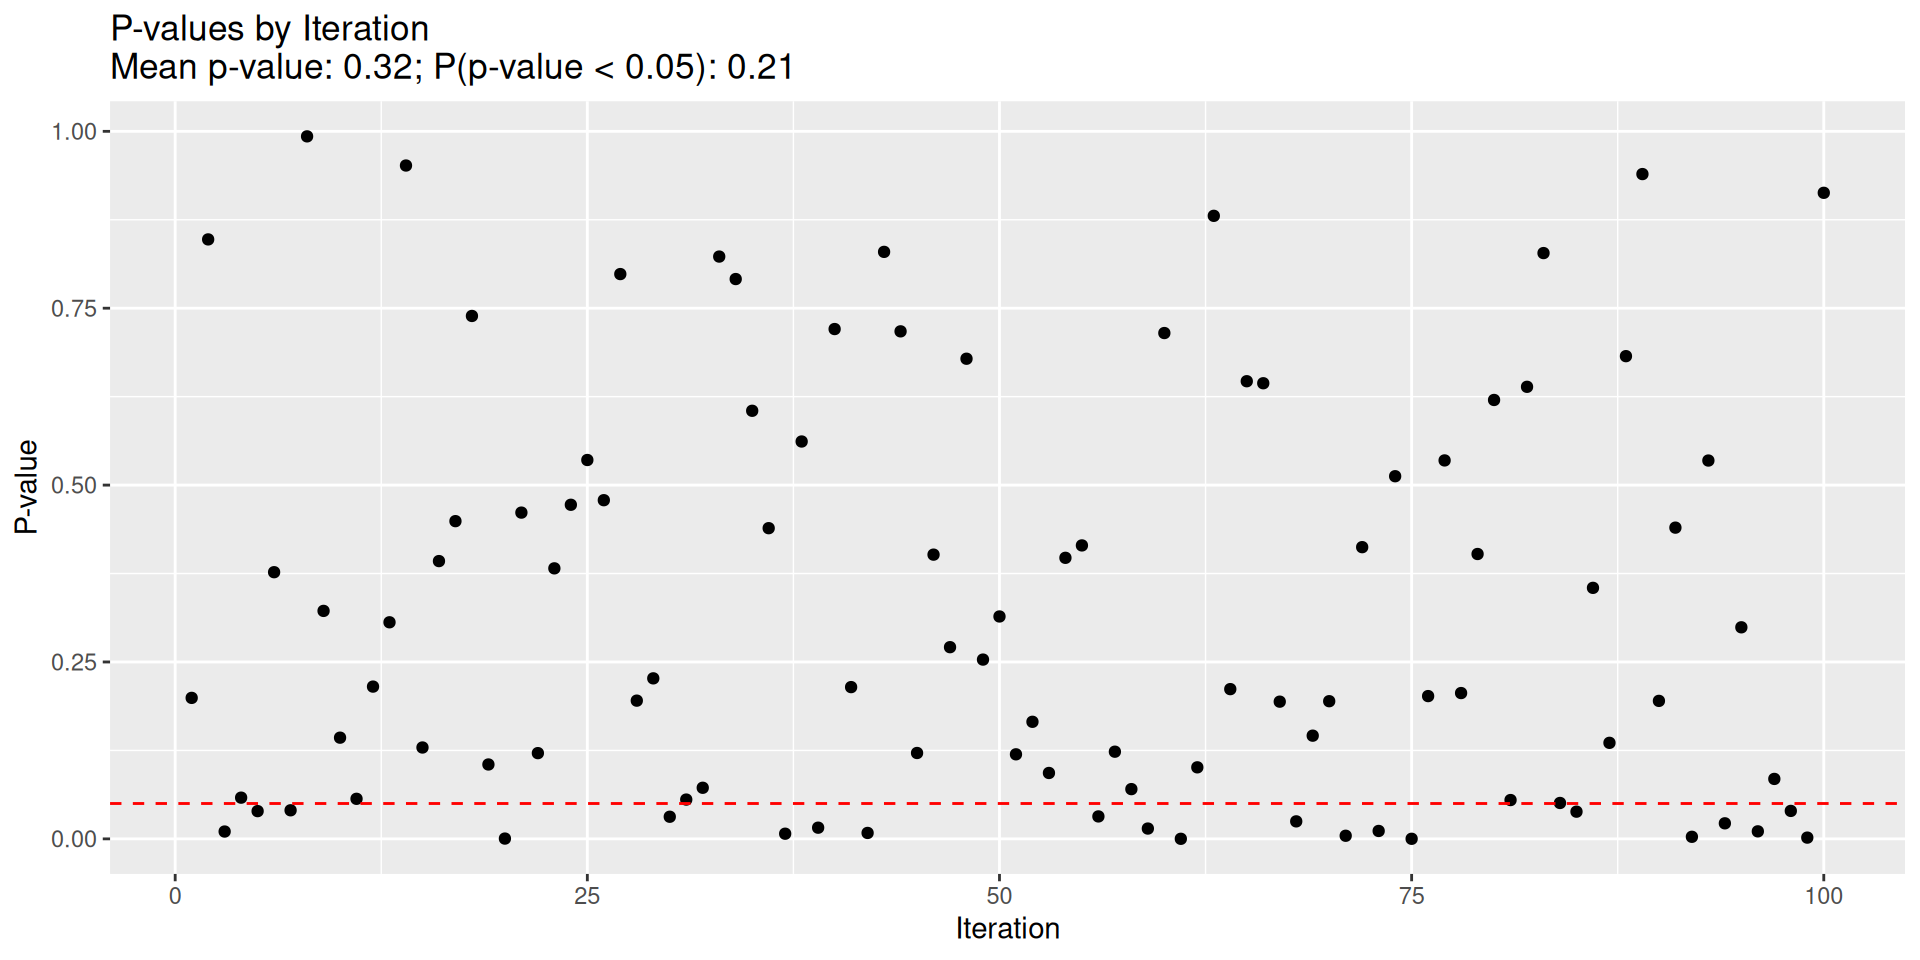 P-values by Iteration
Mean p-value: 0.32; P(p-value < 0.05): 0.21
1.00
0.75
0.50
0.25
0.00
P-value
0 25 50 75 100
Iteration